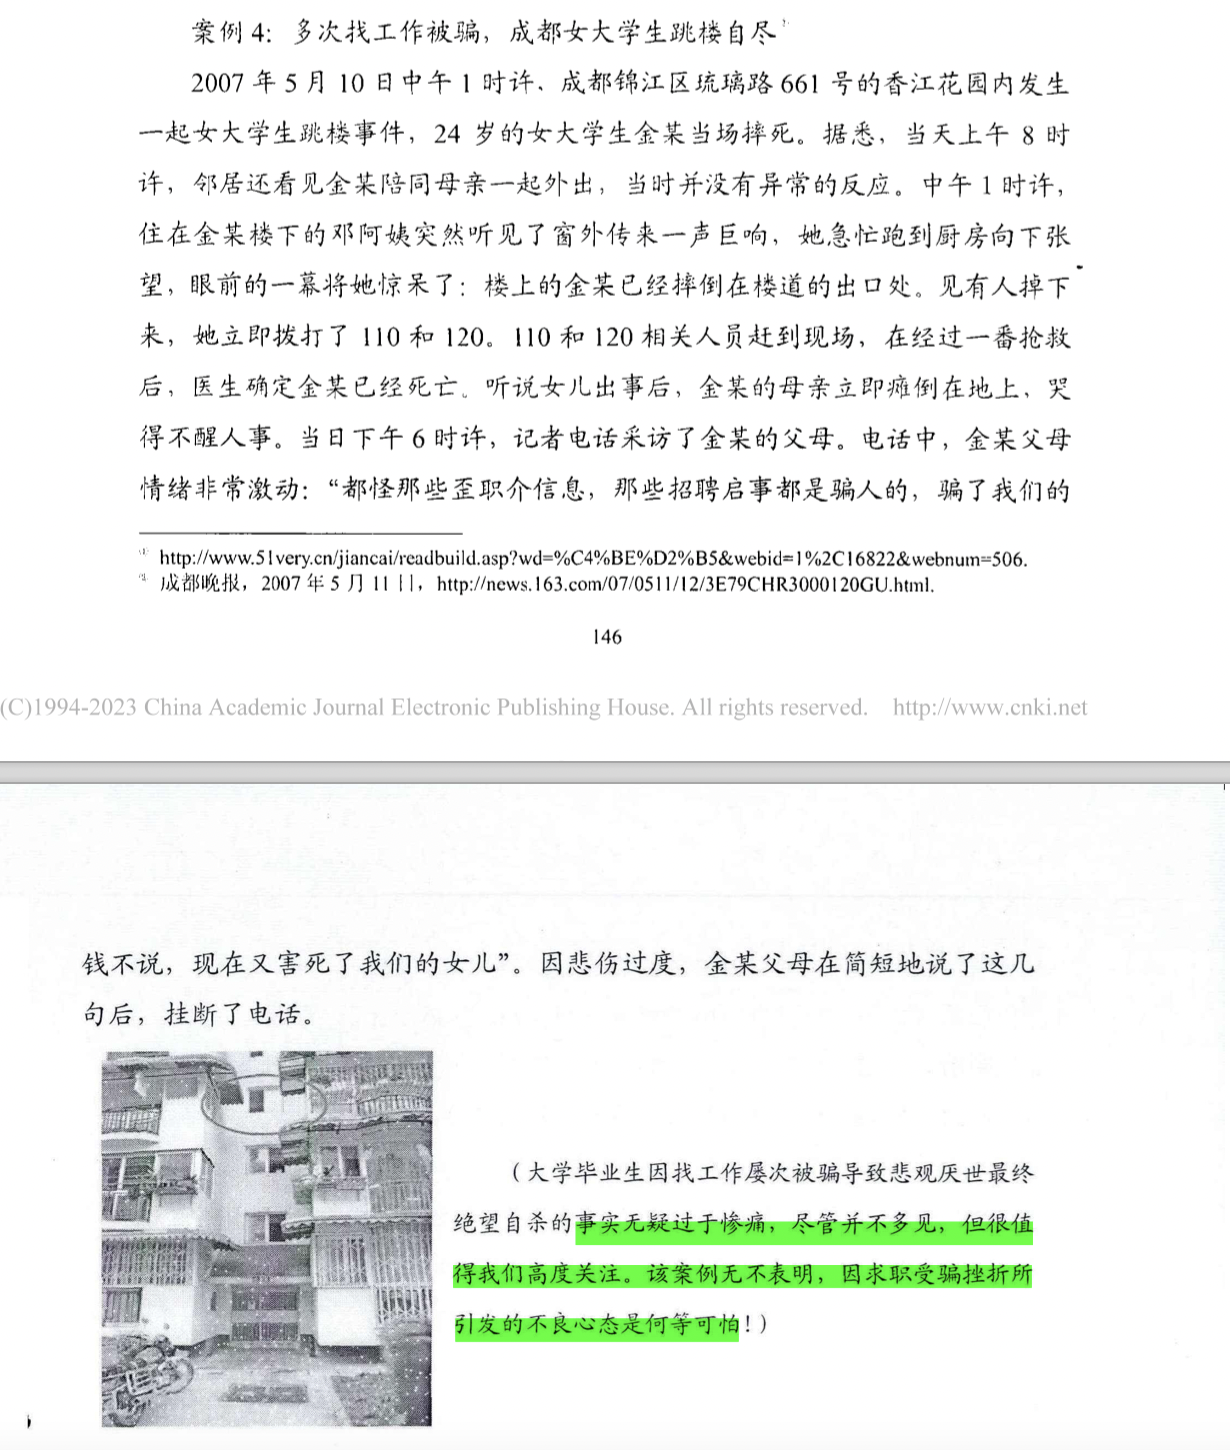 案例 4：多次找工作被骗，成都女大学生跳楼自尽
2007 年 5 月 10 日中午 1 时许，成都锦江区琉璃路 661 号的香江花园内发生
一起女大学生跳楼事件，24 岁的女大学生金某当场摔死。据悉，当天上午 8 时
许，邻居还看见金某陪同母亲一起外出，当时并没有异常的反应。中午 1 时许，
住在金某楼下的邓阿姨突然听见了窗外传来一声巨响，她急忙跑到厨房向下张
望，眼前的一幕将她惊呆了：楼上的金某已经摔倒在楼道的出口处。见有人掉下
来，她立即拨打了 110 和 120。110 和 120 相关人员赶到现场，在经过一番抢救
后，医生确定金某已经死亡。听说女儿出事后，金某的母亲立即瘫倒在地上，哭
得不醒人事。当日下午 6 时许，记者电话采访了金某的父母。电话中，金某父母
情绪非常激动：“都怪那些歪职介信息，那些招聘启事都是骗人的，骗了我们的
http://www.51very.cn/jiancai/readbuild.asp?wd=%C4%BE%D2%B5&webid=1%2C16822&webnum=506.
成都晚报，2007 年 5 月 11 日，http://news.163.com/07/0511/12/3E79CHR3000120GU.html.
146
(C)1994-2023 China Academic Journal Electronic Publishing House. All rights reserved. http://www.cnki.net
钱不说，现在又害死了我们的女儿”。因悲伤过度，金某父母在简短地说了这几
句后，挂断了电话。
（大学毕业生因找工作屡次被骗导致悲观厌世最终
绝望自杀的事实无疑过于惨痛，尽管并不多见，但很值
得我们高度关注。该案例无不表明，因求职受骗挫折所
引发的不良心态是何等可怕！）